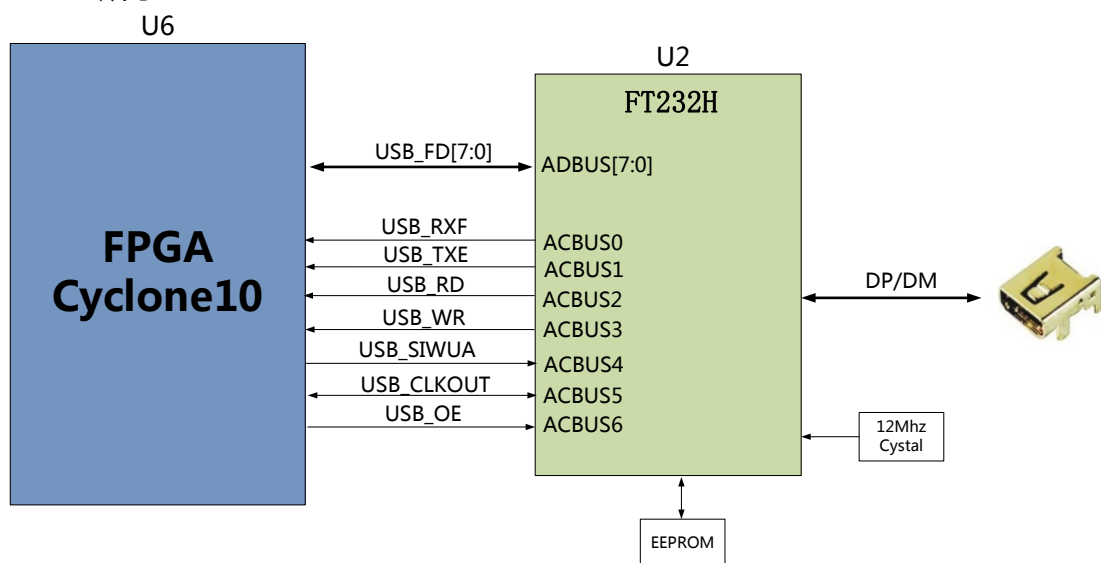 U6
U2
FT232H
USB_FD[7:0]
ADBUS[7:0]
FPGA
Cyclone10
USB_RXF
ACBUS0
USB_TXE
ACBUS1
USB_RD
ACBUS2
USB_WR
ACBUS3
USB_SIWUA
ACBUS4
USB_CLKOUT
ACBUS5
USB_OE
ACBUS6
DP/DM
12Mhz
Cystal
EEPROM